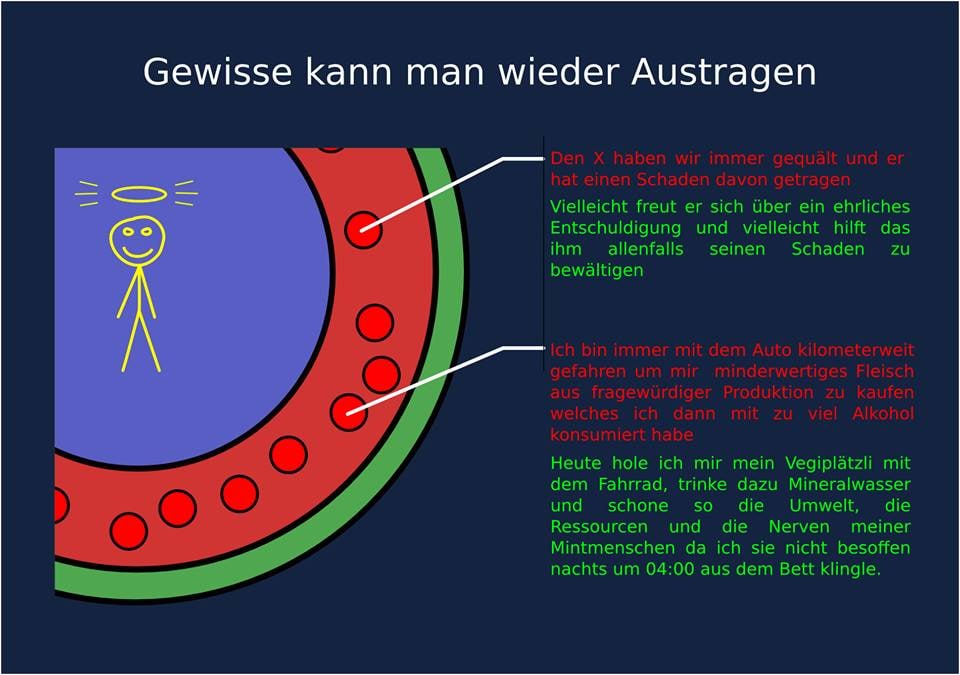 Gewisse kann man wieder Austragen
Den X haben wir immer gequält und er
hat einen Schaden davon getragen
Vielleicht freut er sich über ein ehrliches
Entschuldigung und vielleicht hilft das
ihm allenfalls seinen Schaden zu
bewältigen
Ich bin immer mit dem Auto kilometerweit
gefahren um mir minderwertiges Fleisch
aus fragewürdiger Produktion zu kaufen
welches ich dann mit zu viel Alkohol
konsumiert habe
Heute hole ich mir mein Vegiplätzli mit
dem Fahrrad, trinke dazu Mineralwasser
und schone so die Umwelt, die
Ressourcen und die Nerven meiner
Mintmenschen da ich sie nicht besoffen
nachts um 04:00 aus dem Bett klingle.